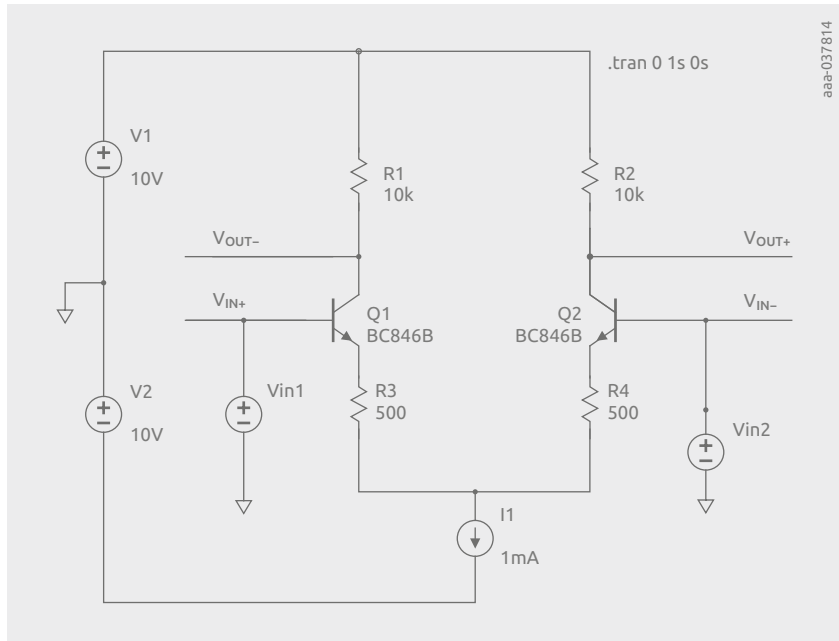 aaa-037814
.tran 0 1s 0s
V1
10V
R1
10k
R2
10k
VOUT−
VOUT+
VIN+
VIN−
Q1
BC846B
Q2
BC846B
V2
10V
Vin1
R3
500
R4
500
Vin2
I1
1mA